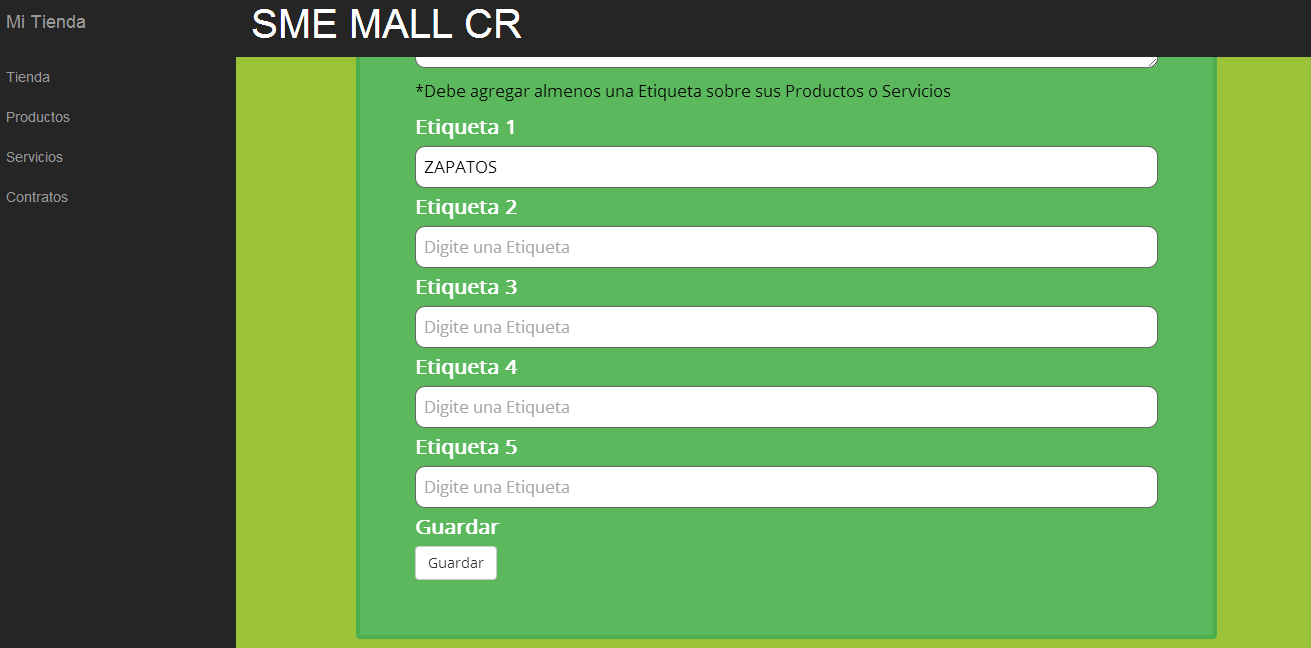 Mi Tienda
SME MALL CR
Tienda
Productos
Servicios
Contratos
*Debe agregar almenos una Etiqueta sobre sus Productos o Servicios
Etiqueta 1
ZAPATOS
Etiqueta 2
Digite una Etiqueta
Etiqueta 3
Digite una Etiqueta
Etiqueta 4
Digite una Etiqueta
Etiqueta 5
Digite una Etiqueta
Guardar
Guardar